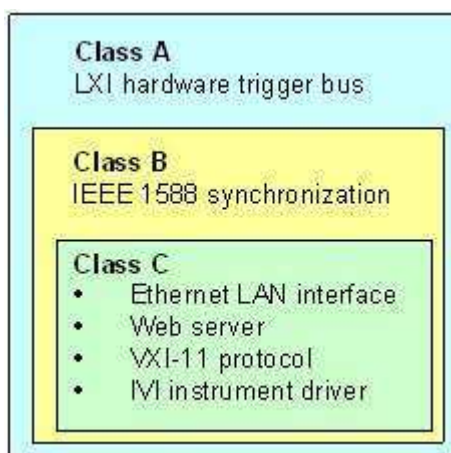 Class A
LXI hardware trigger bus
Class B
IEEE 1588 synchronization
Class C
• Ethernet LAN interface
• Web server
• VXI-11 protocol
• IVI instrument driver